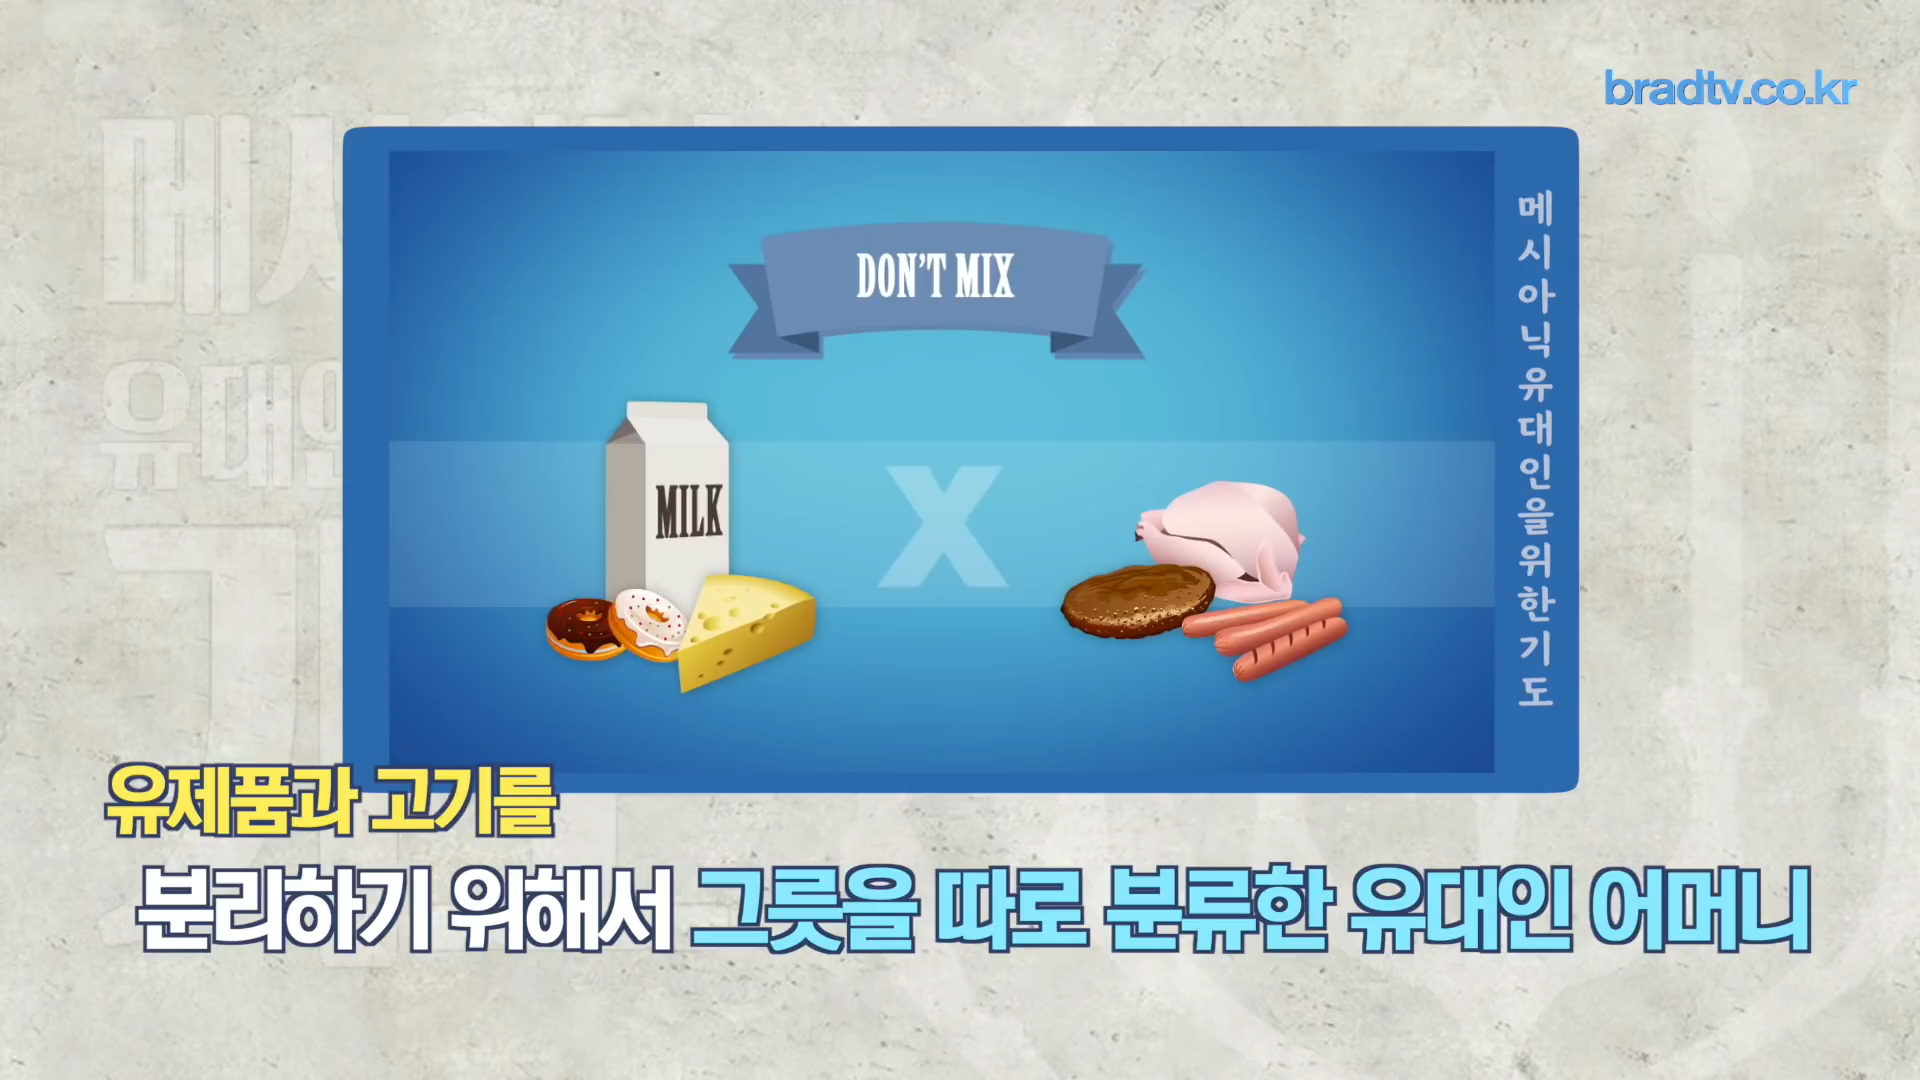 bradtv.co.kr
DON'T MIX
MILK
X
메시아닉유대인을위한기도
유제품과 고기를
분리하기 위해서 그릇을 따로 분류한 유대인 어머니